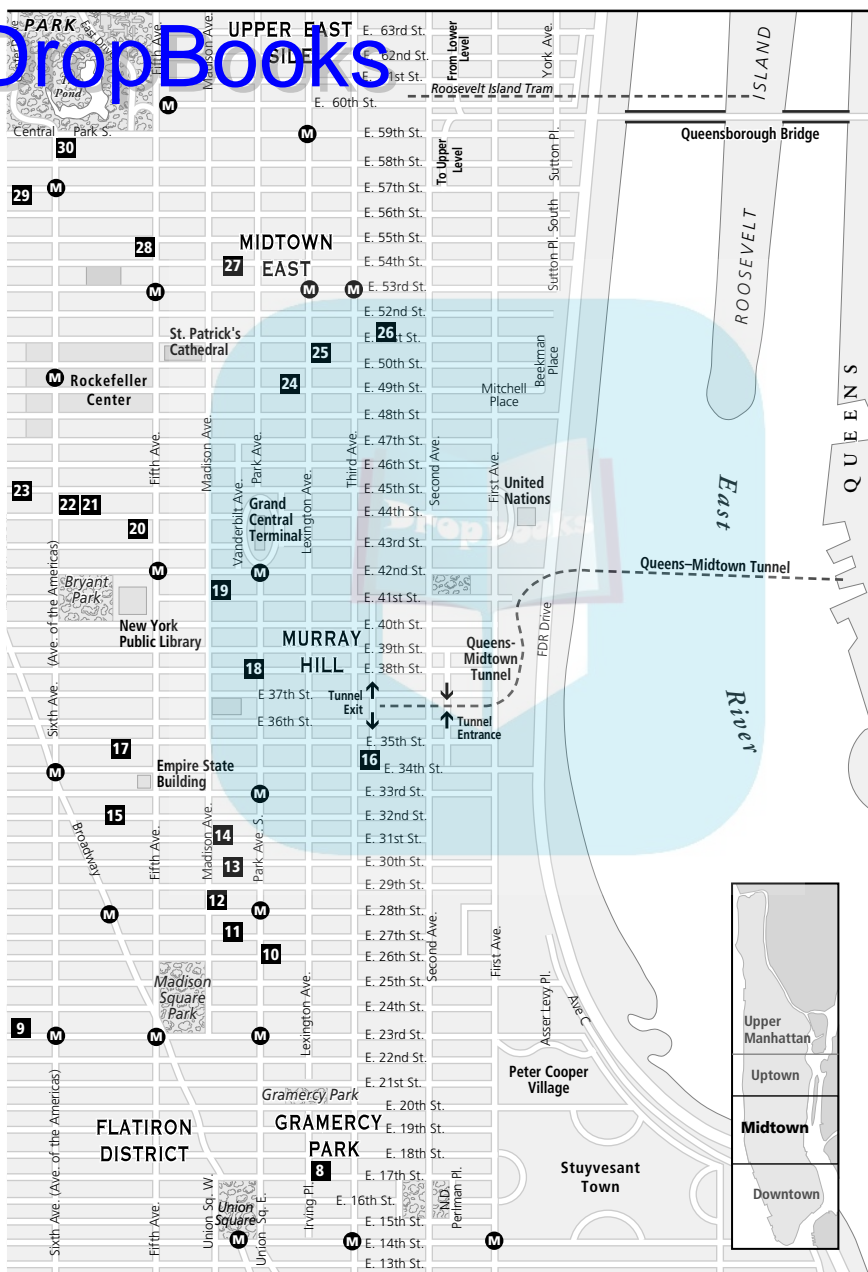 PARK
East Drive
Fifth Ave.
Madison Ave.
UPPER EAST
SIDE
E. 63rd St.
E. 62nd St.
From Lower
Level
York Ave.
ISLAND
DropBooks
Pond
Roosevelt Island Tram
M
E. 60th St.
Central Park S.
30
M
E. 59th St.
Queensborough Bridge
E. 58th St.
To Upper
Level
Sutton Pl.
29
M
E. 57th St.
E. 56th St.
28
MIDTOWN
EAST
E. 55th St.
27
E. 54th St.
Sutton Pl. South
ROOSEVELT
M
M
M
E. 53rd St.
E. 52nd St.
St. Patrick's
Cathedral
26
25
E. 50th St.
Beekman
Place
M
Rockefeller
Center
24
E. 49th St.
Mitchell
Place
QUEENS
E. 48th St.
Fifth Ave.
Madison Ave.
Park Ave.
Third Ave.
E. 47th St.
E. 46th St.
Second Ave.
First Ave.
23
E. 45th St.
United
Nations
22
21
Vanderbilt Ave.
Grand
Central
Terminal
Lexington Ave.
E. 44th St.
East
DropBooks
20
E. 43rd St.
M
M
E. 42nd St.
Queens–Midtown Tunnel
Bryant
Park
19
E. 41st St.
New York
Public Library
E. 40th St.
FDR Drive
Sixth Ave. (Ave. of the Americas)
MURRAY
HILL
E. 39th St.
Queens-
Midtown
Tunnel
18
E. 38th St.
E 37th St.
Tunnel
Exit
River
E 36th St.
Tunnel
Entrance
17
E. 35th St.
16
E. 34th St.
M
Empire State
Building
M
E. 33rd St.
15
E. 32nd St.
Broadway
Fifth Ave.
Madison Ave.
14
Park Ave. S.
E. 31st St.
13
E. 30th St.
E. 29th St.
12
M
M
E. 28th St.
11
E. 27th St.
Second Ave.
First Ave.
10
E. 26th St.
Madison
Square
Park
Lexington Ave.
E. 25th St.
Asser Levy Pl.
Ave C
E. 24th St.
9
M
M
M
E. 23rd St.
Upper
Manhattan
E. 22nd St.
Peter Cooper
Village
Uptown
E. 21st St.
Gramercy Park
E. 20th St.
FLATIRON
DISTRICT
GRAMERCY
PARK
E. 19th St.
Midtown
E. 18th St.
8
E. 17th St.
Stuyvesant
Town
Sixth Ave. (Ave. of the Americas)
Fifth Ave.
Union Sq. W.
Union
Square
Union Sq. E.
Irving Pl.
E. 16th St.
N.D.
Perlman Pl.
Downtown
E. 15th St.
M
M
E. 14th St.
M
E. 13th St.